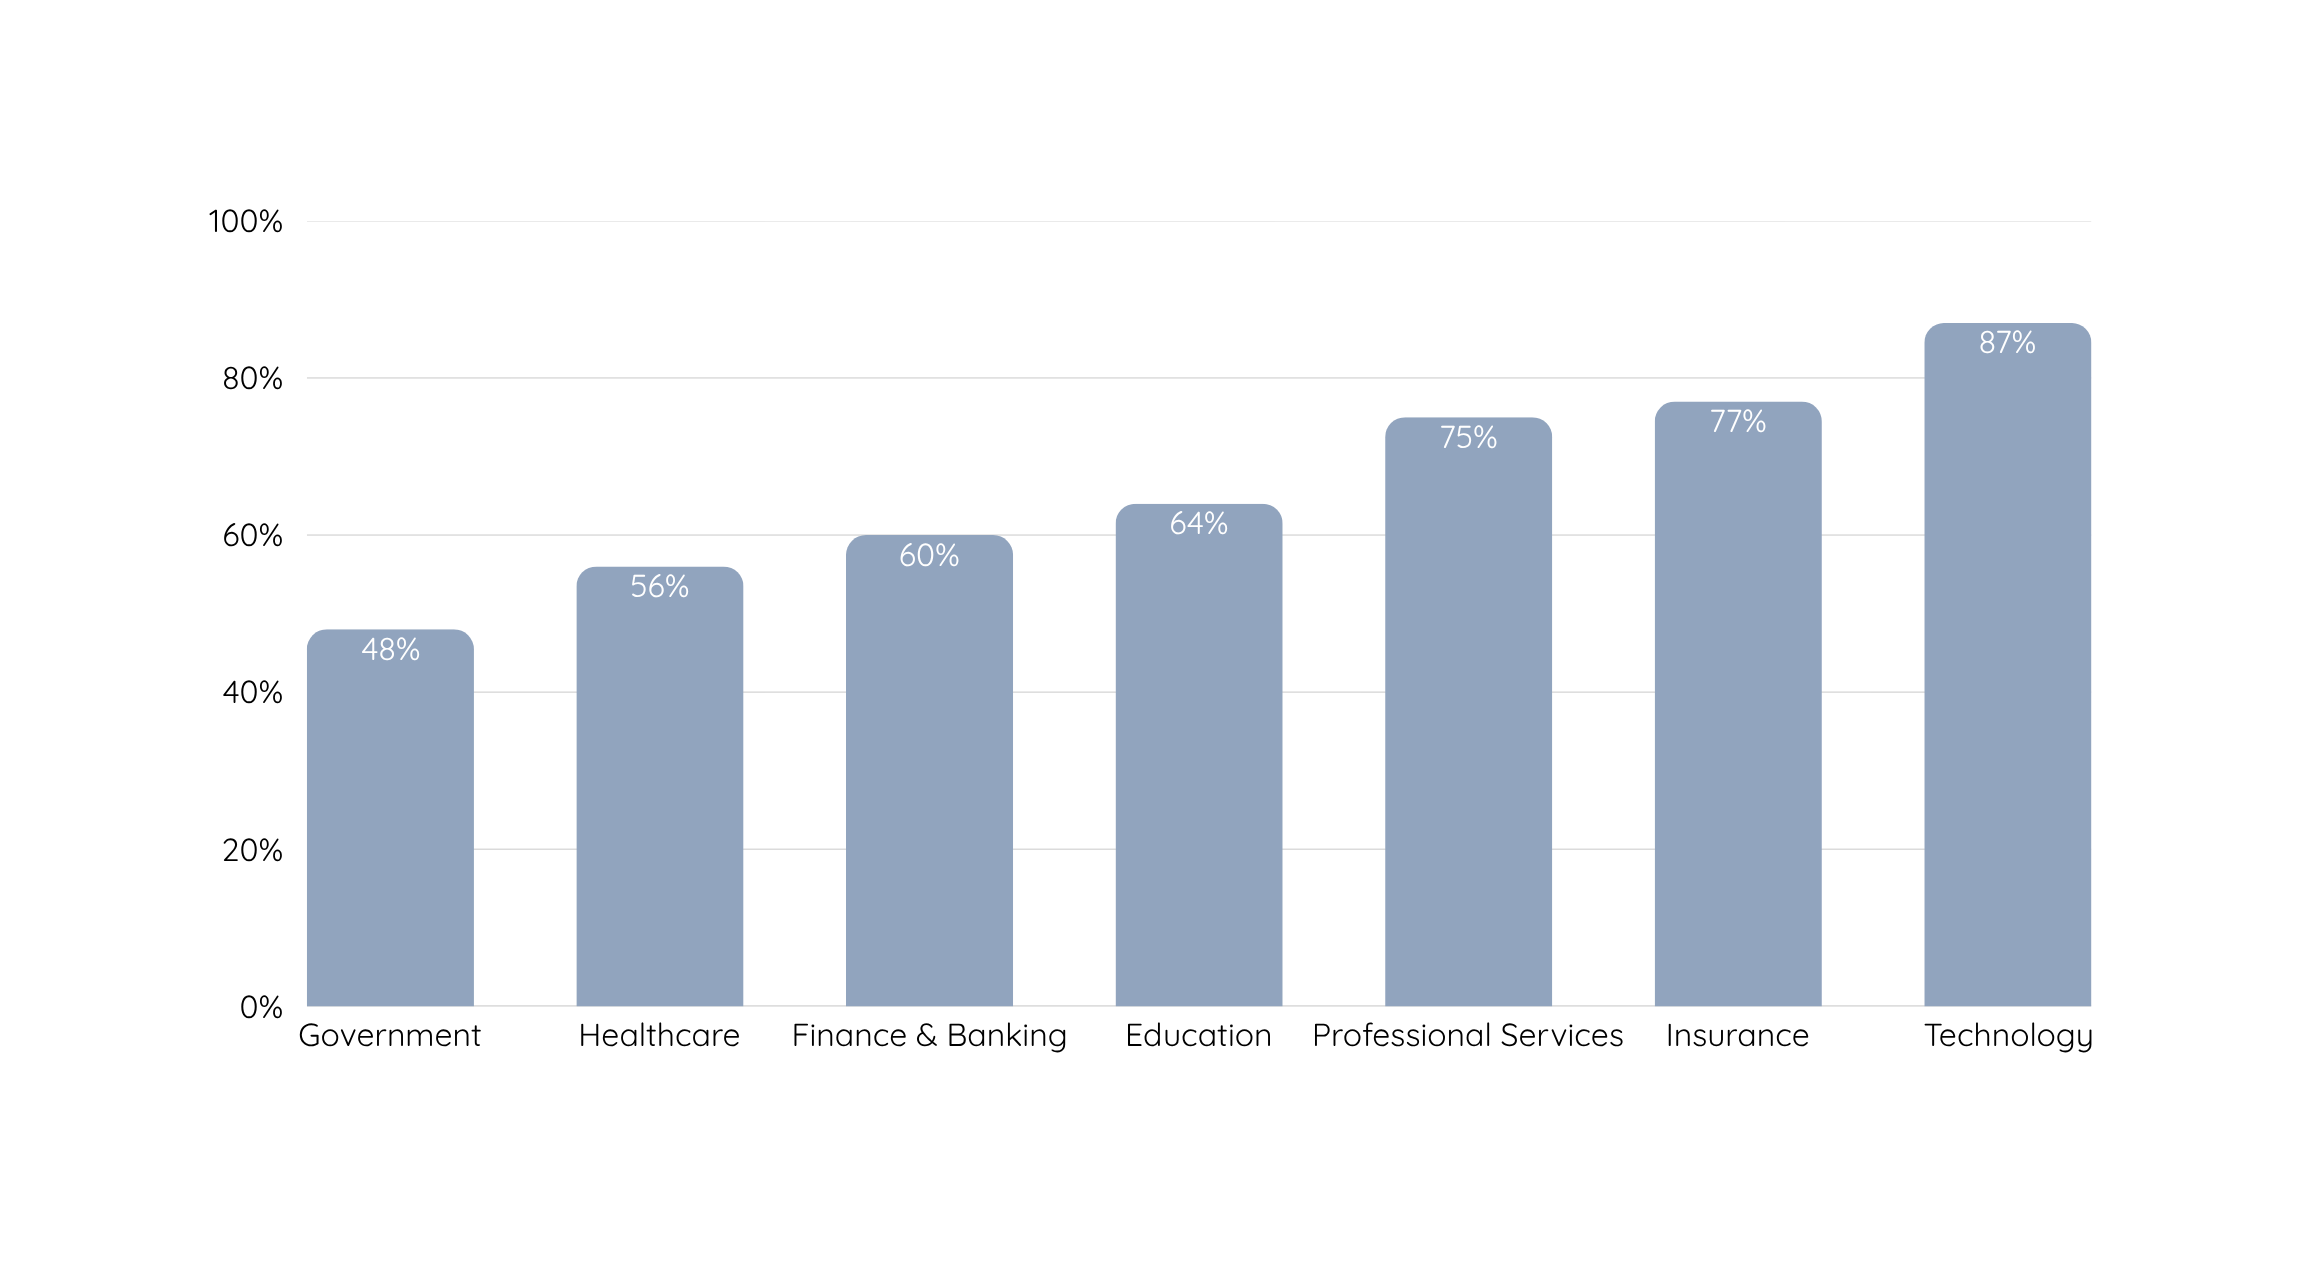 100%
80%
60%
40%
20%
0%
48%
56%
60%
64%
75%
77%
87%
Government
Healthcare
Finance & Banking
Education
Professional Services
Insurance
Technology